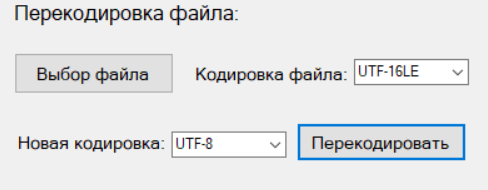 Перекодировка файла:
Выбор файла Кодировка файла: UTF-16LE
Новая кодировка: UTF-8 Перекодировать